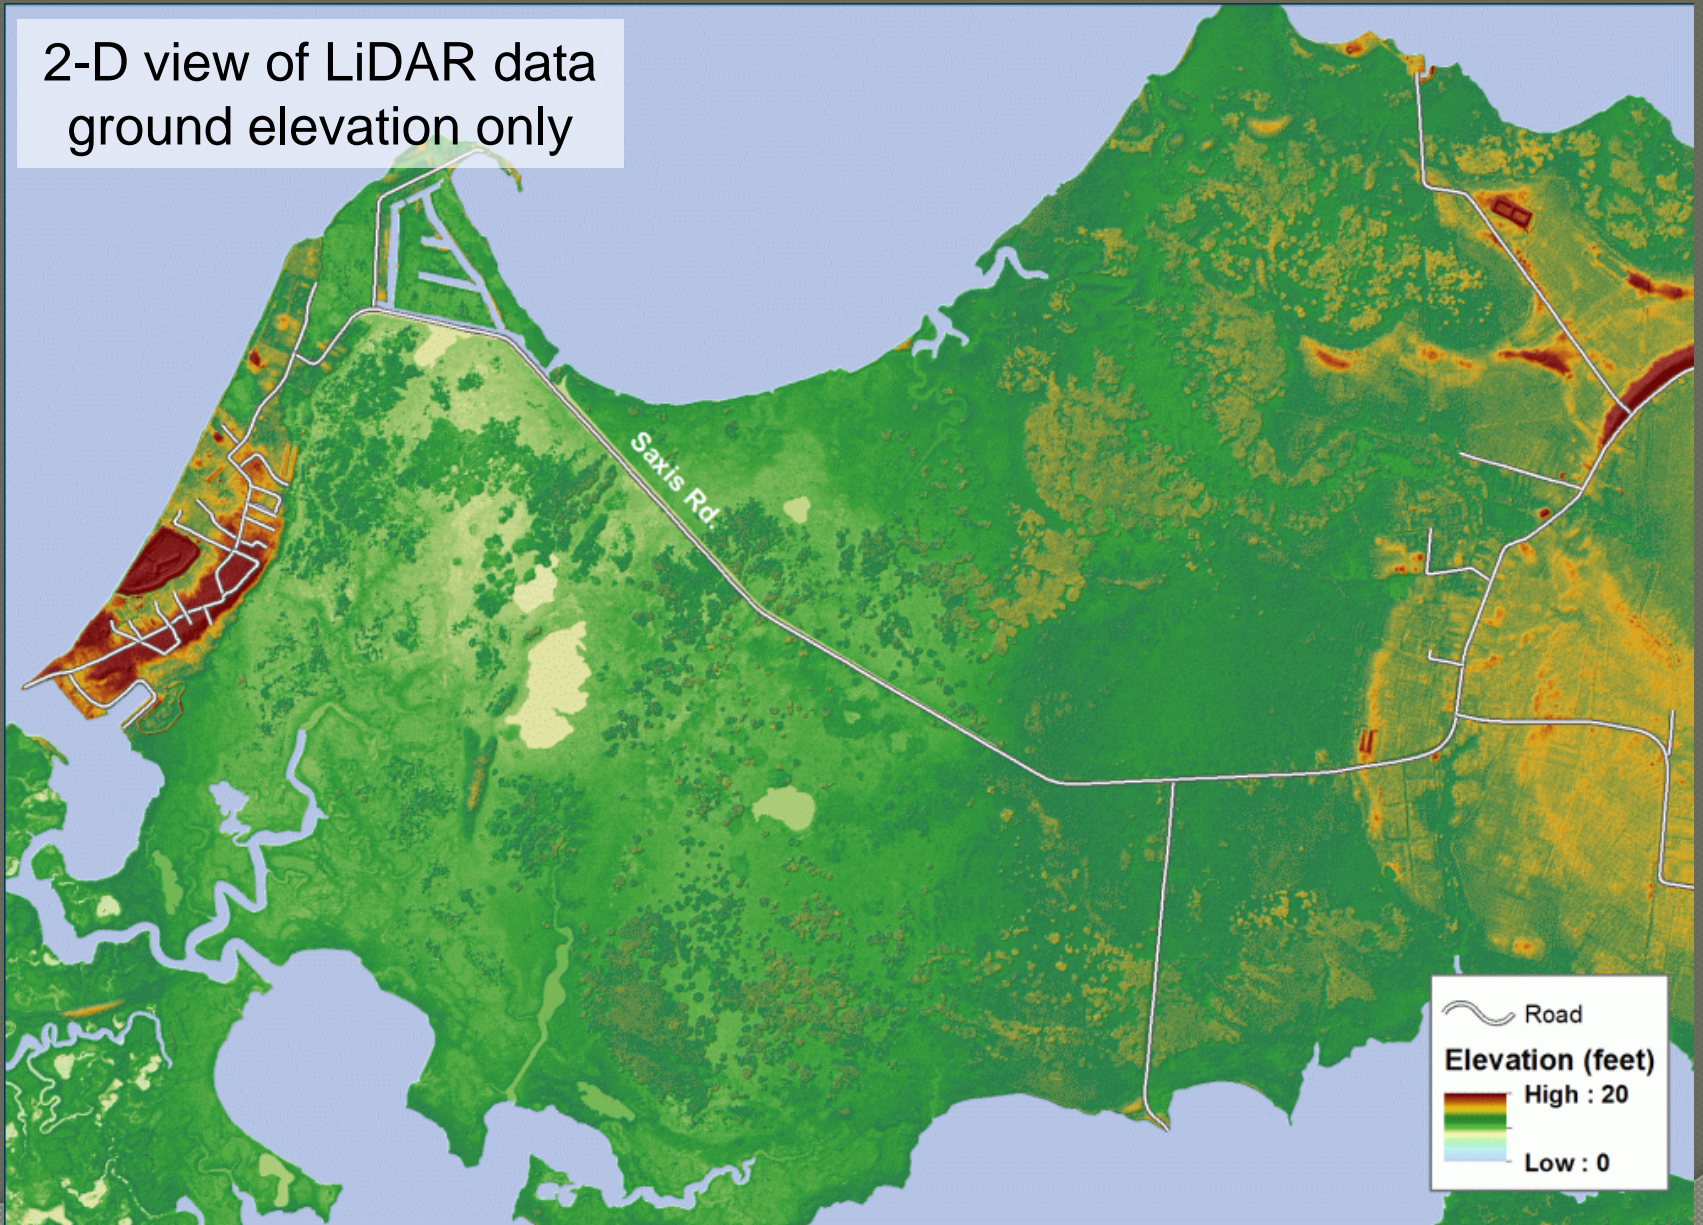 2-D view of LiDAR data
ground elevation only
Saxis Rd.
Road
Elevation (feet)
High : 20
Low : 0